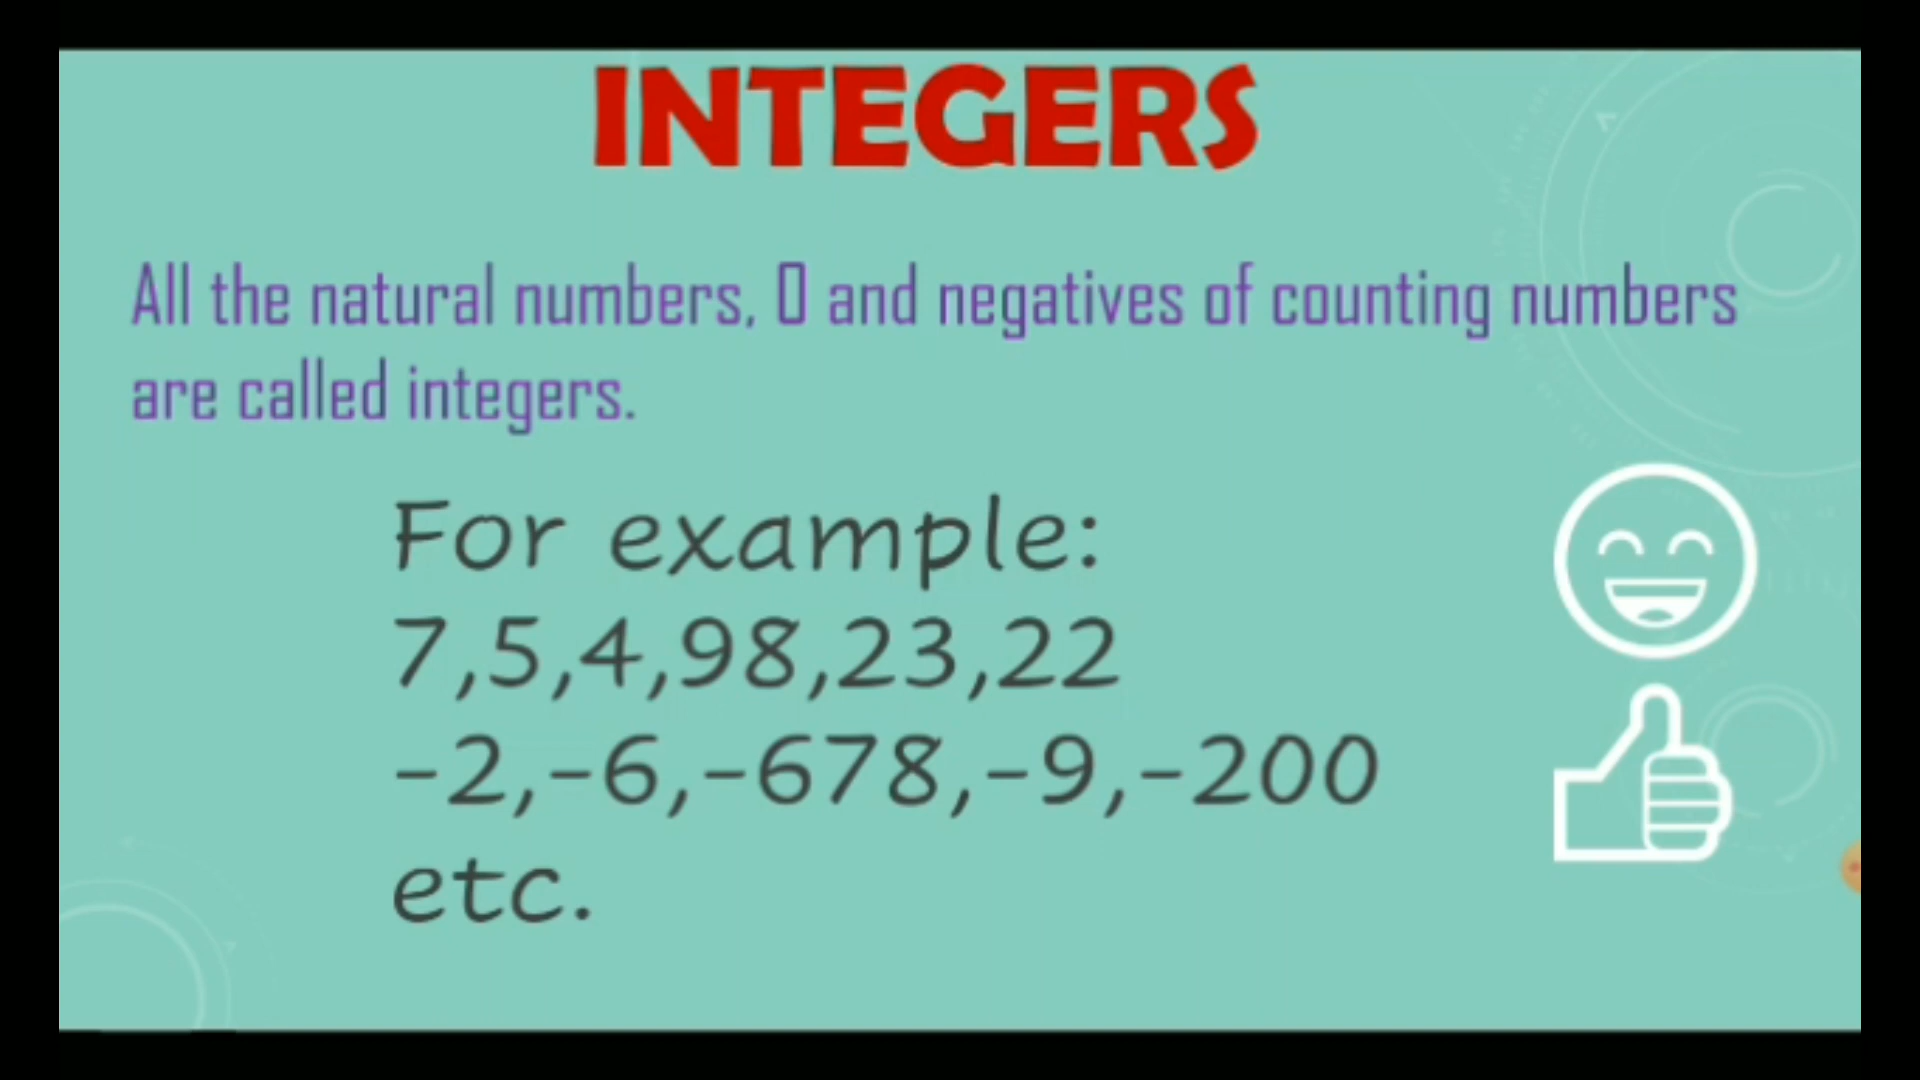 INTEGERS
All the natural numbers, 0 and negatives of counting numbers
are called integers.
For example:
7,5,4,98,23,22
-2,-6,-678,-9,-200
etc.